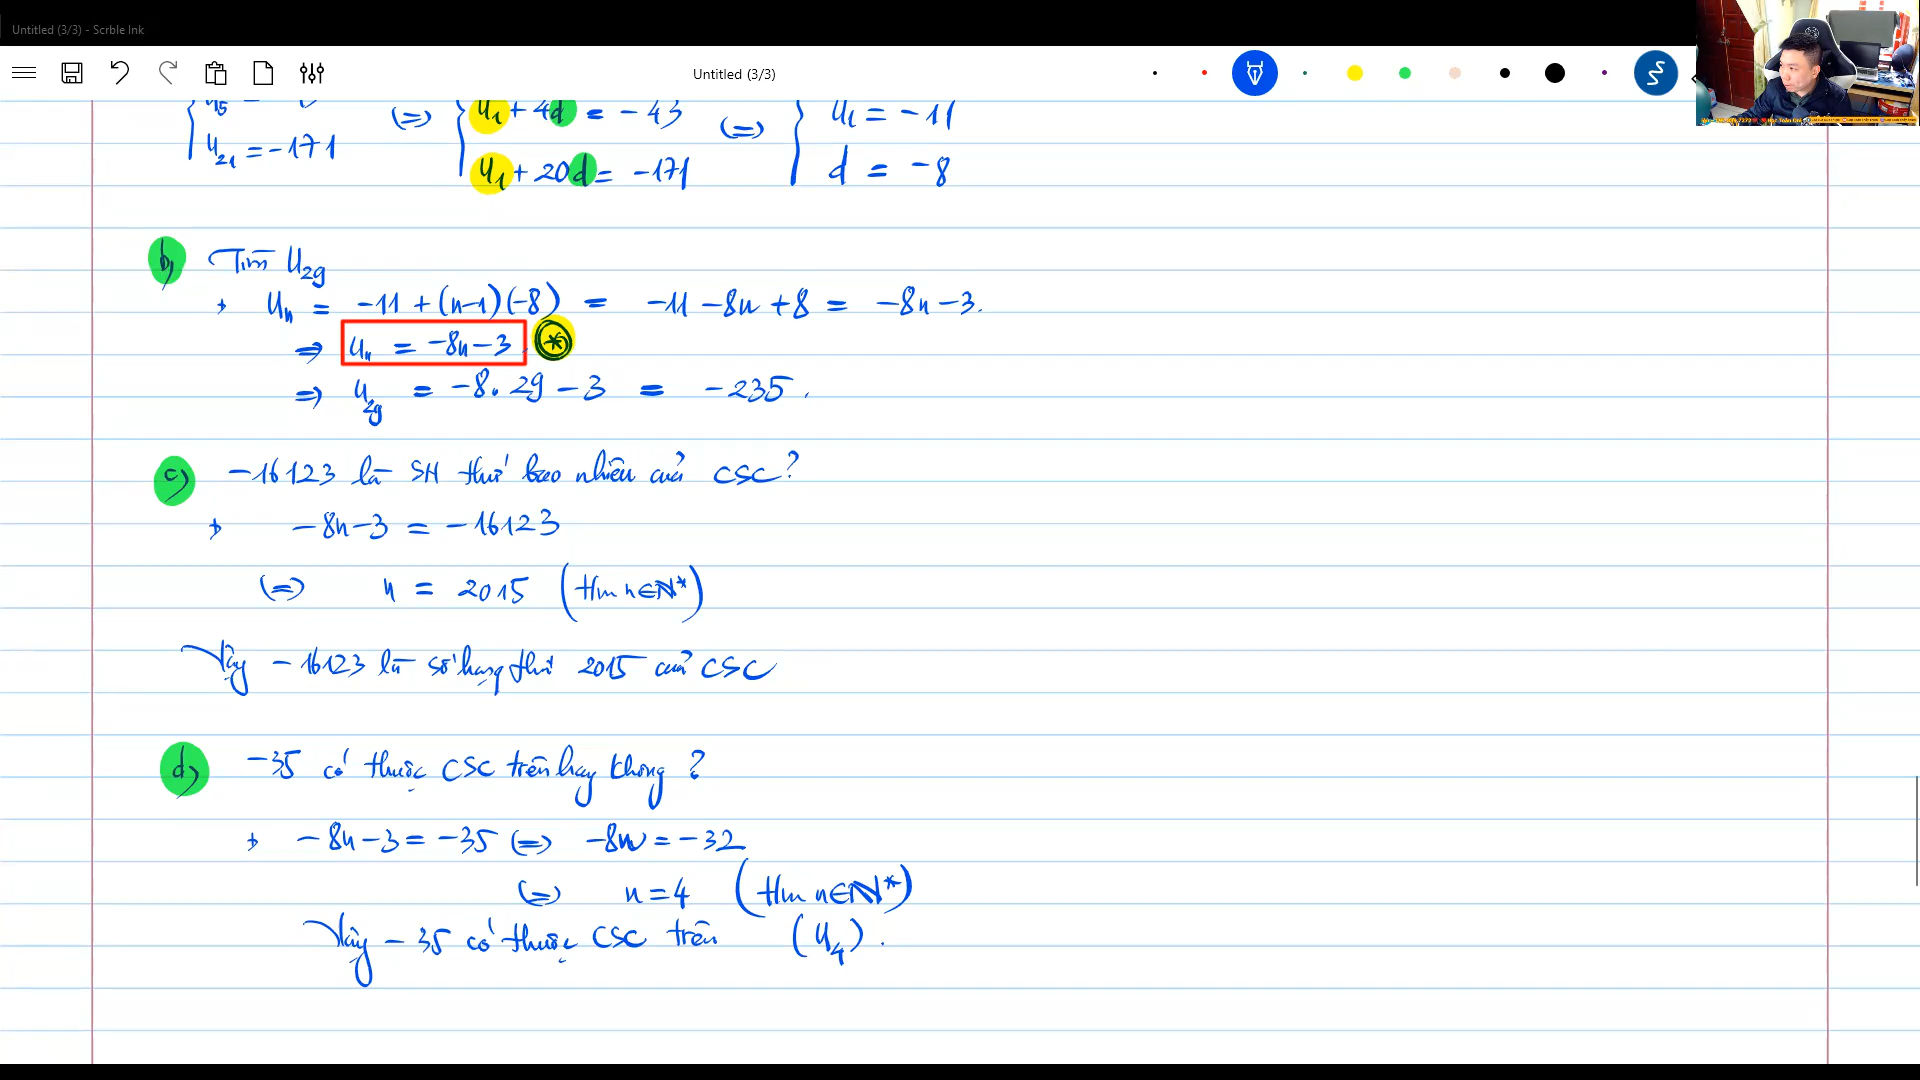 Untitled (3/3) - Scrble Ink
Untitled (3/3)
u₅ =
(=) u₁ + 4d = -43 (=) u₁ = -11
u₂₁ = -171
u₁ + 20d = -171 d = -8
b, Tìm u₂₉
+ uₙ = -11 + (n-1)(-8) = -11 - 8n + 8 = -8n - 3.
=> uₙ = -8n - 3. *
=> u₂₉ = -8.29 - 3 = -235.
c) -16123 là SH thứ bao nhiêu của CSC?
+ -8n - 3 = -16123
(=) n = 2015 (tm n∈N*)
Vậy -16123 là số hạng thứ 2015 của CSC
d, -35 có thuộc CSC trên hay không?
+ -8n - 3 = -35 (=) -8n = -32
(=) n = 4 (tm n∈N*)
Vậy -35 có thuộc CSC trên (u₄).